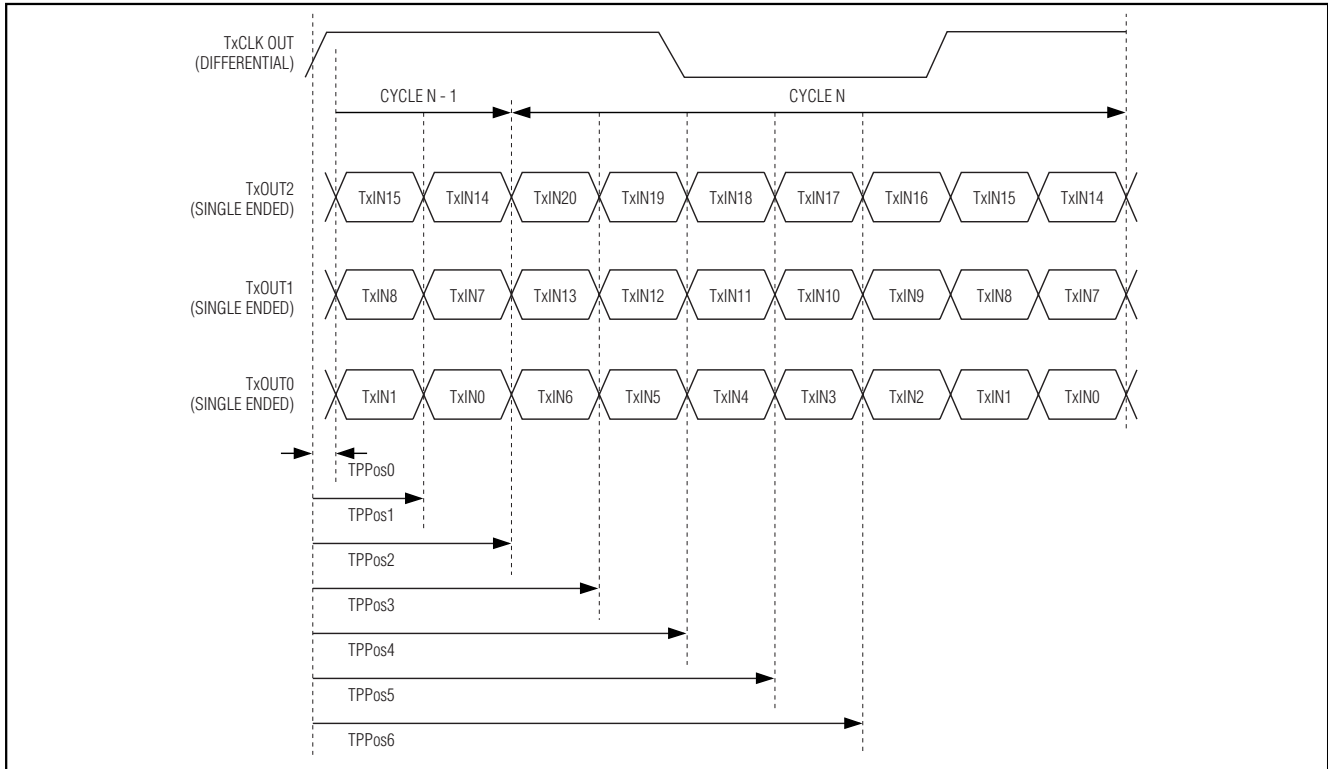 TxCLK OUT
(DIFFERENTIAL)
CYCLE N - 1
CYCLE N
TxOUT2
(SINGLE ENDED)
TxIN15 TxIN14 TxIN20 TxIN19 TxIN18 TxIN17 TxIN16 TxIN15 TxIN14
TxOUT1
(SINGLE ENDED)
TxIN8 TxIN7 TxIN13 TxIN12 TxIN11 TxIN10 TxIN9 TxIN8 TxIN7
TxOUT0
(SINGLE ENDED)
TxIN1 TxIN0 TxIN6 TxIN5 TxIN4 TxIN3 TxIN2 TxIN1 TxIN0
TPPos0
TPPos1
TPPos2
TPPos3
TPPos4
TPPos5
TPPos6